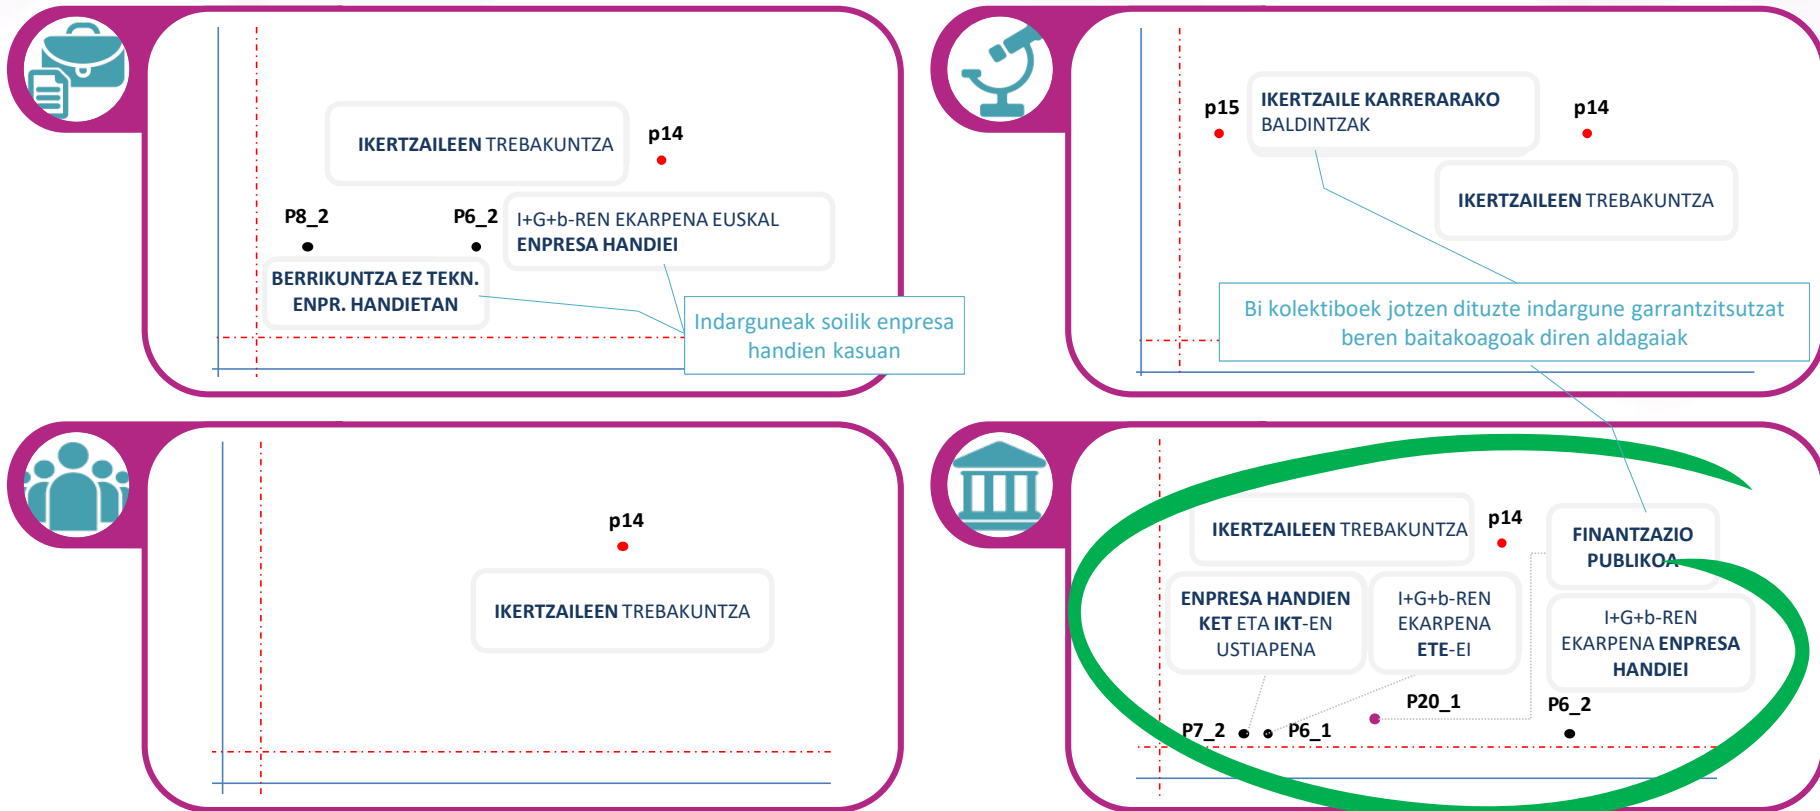 IKERTZAILEEN TREBAKUNTZA
p14
P8_2
P6_2
I+G+b-REN EKARPENA EUSKAL
ENPRESA HANDIEI
BERRIKUNTZA EZ TEKN.
ENPR. HANDIETAN
Indarguneak soilik enpresa
handien kasuan
p15
IKERTZAILE KARRERARAKO
BALDINTZAK
p14
IKERTZAILEEN TREBAKUNTZA
Bi kolektiboek jotzen dituzte indargune garrantzitsutzat
beren baitakoagoak diren aldagaiak
p14
IKERTZAILEEN TREBAKUNTZA
IKERTZAILEEN TREBAKUNTZA
p14
FINANTZAZIO
PUBLIKOA
ENPRESA HANDIEN
KET ETA IKT-EN
USTIAPENA
I+G+b-REN
EKARPENA
ETE-EI
I+G+b-REN
EKARPENA ENPRESA
HANDIEI
P7_2
P6_1
P20_1
P6_2